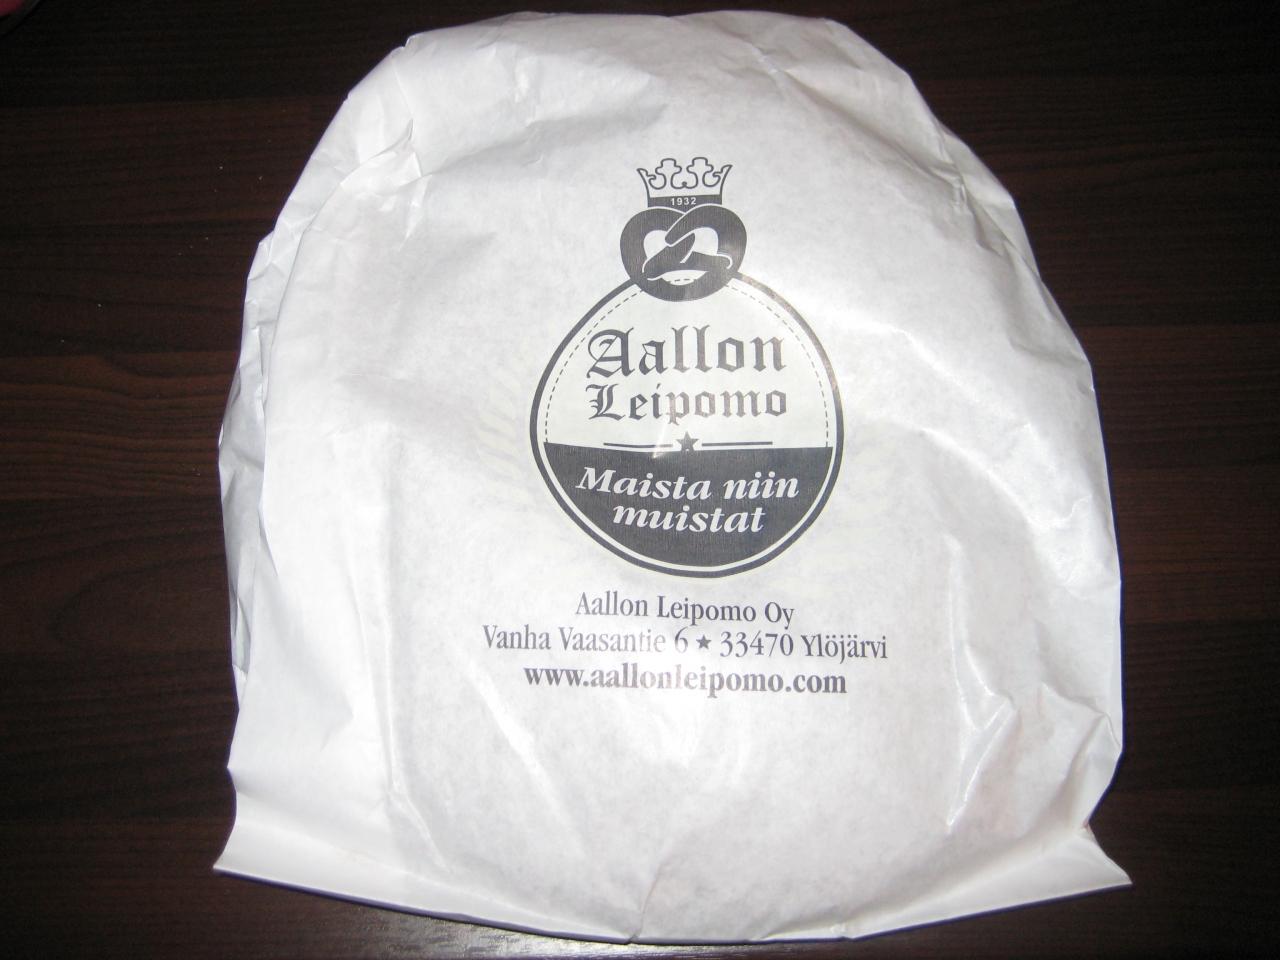 1932
Aallon
Leipomo
Maista niin
muistat
Aallon Leipomo Oy
Vanha Vaasantie 6 ★ 33470 Ylöjärvi
www.aallonleipomo.com